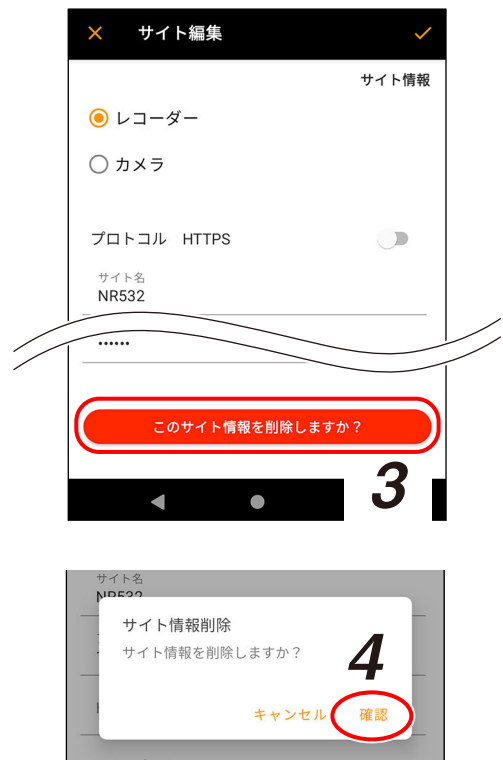 サイト編集
サイト情報
レコーダー
カメラ
プロトコル HTTPS
サイト名
NR532
••••••
このサイト情報を削除しますか？
3
サイト名
NR532
サイト情報削除
サイト情報を削除しますか？
4
キャンセル 確認